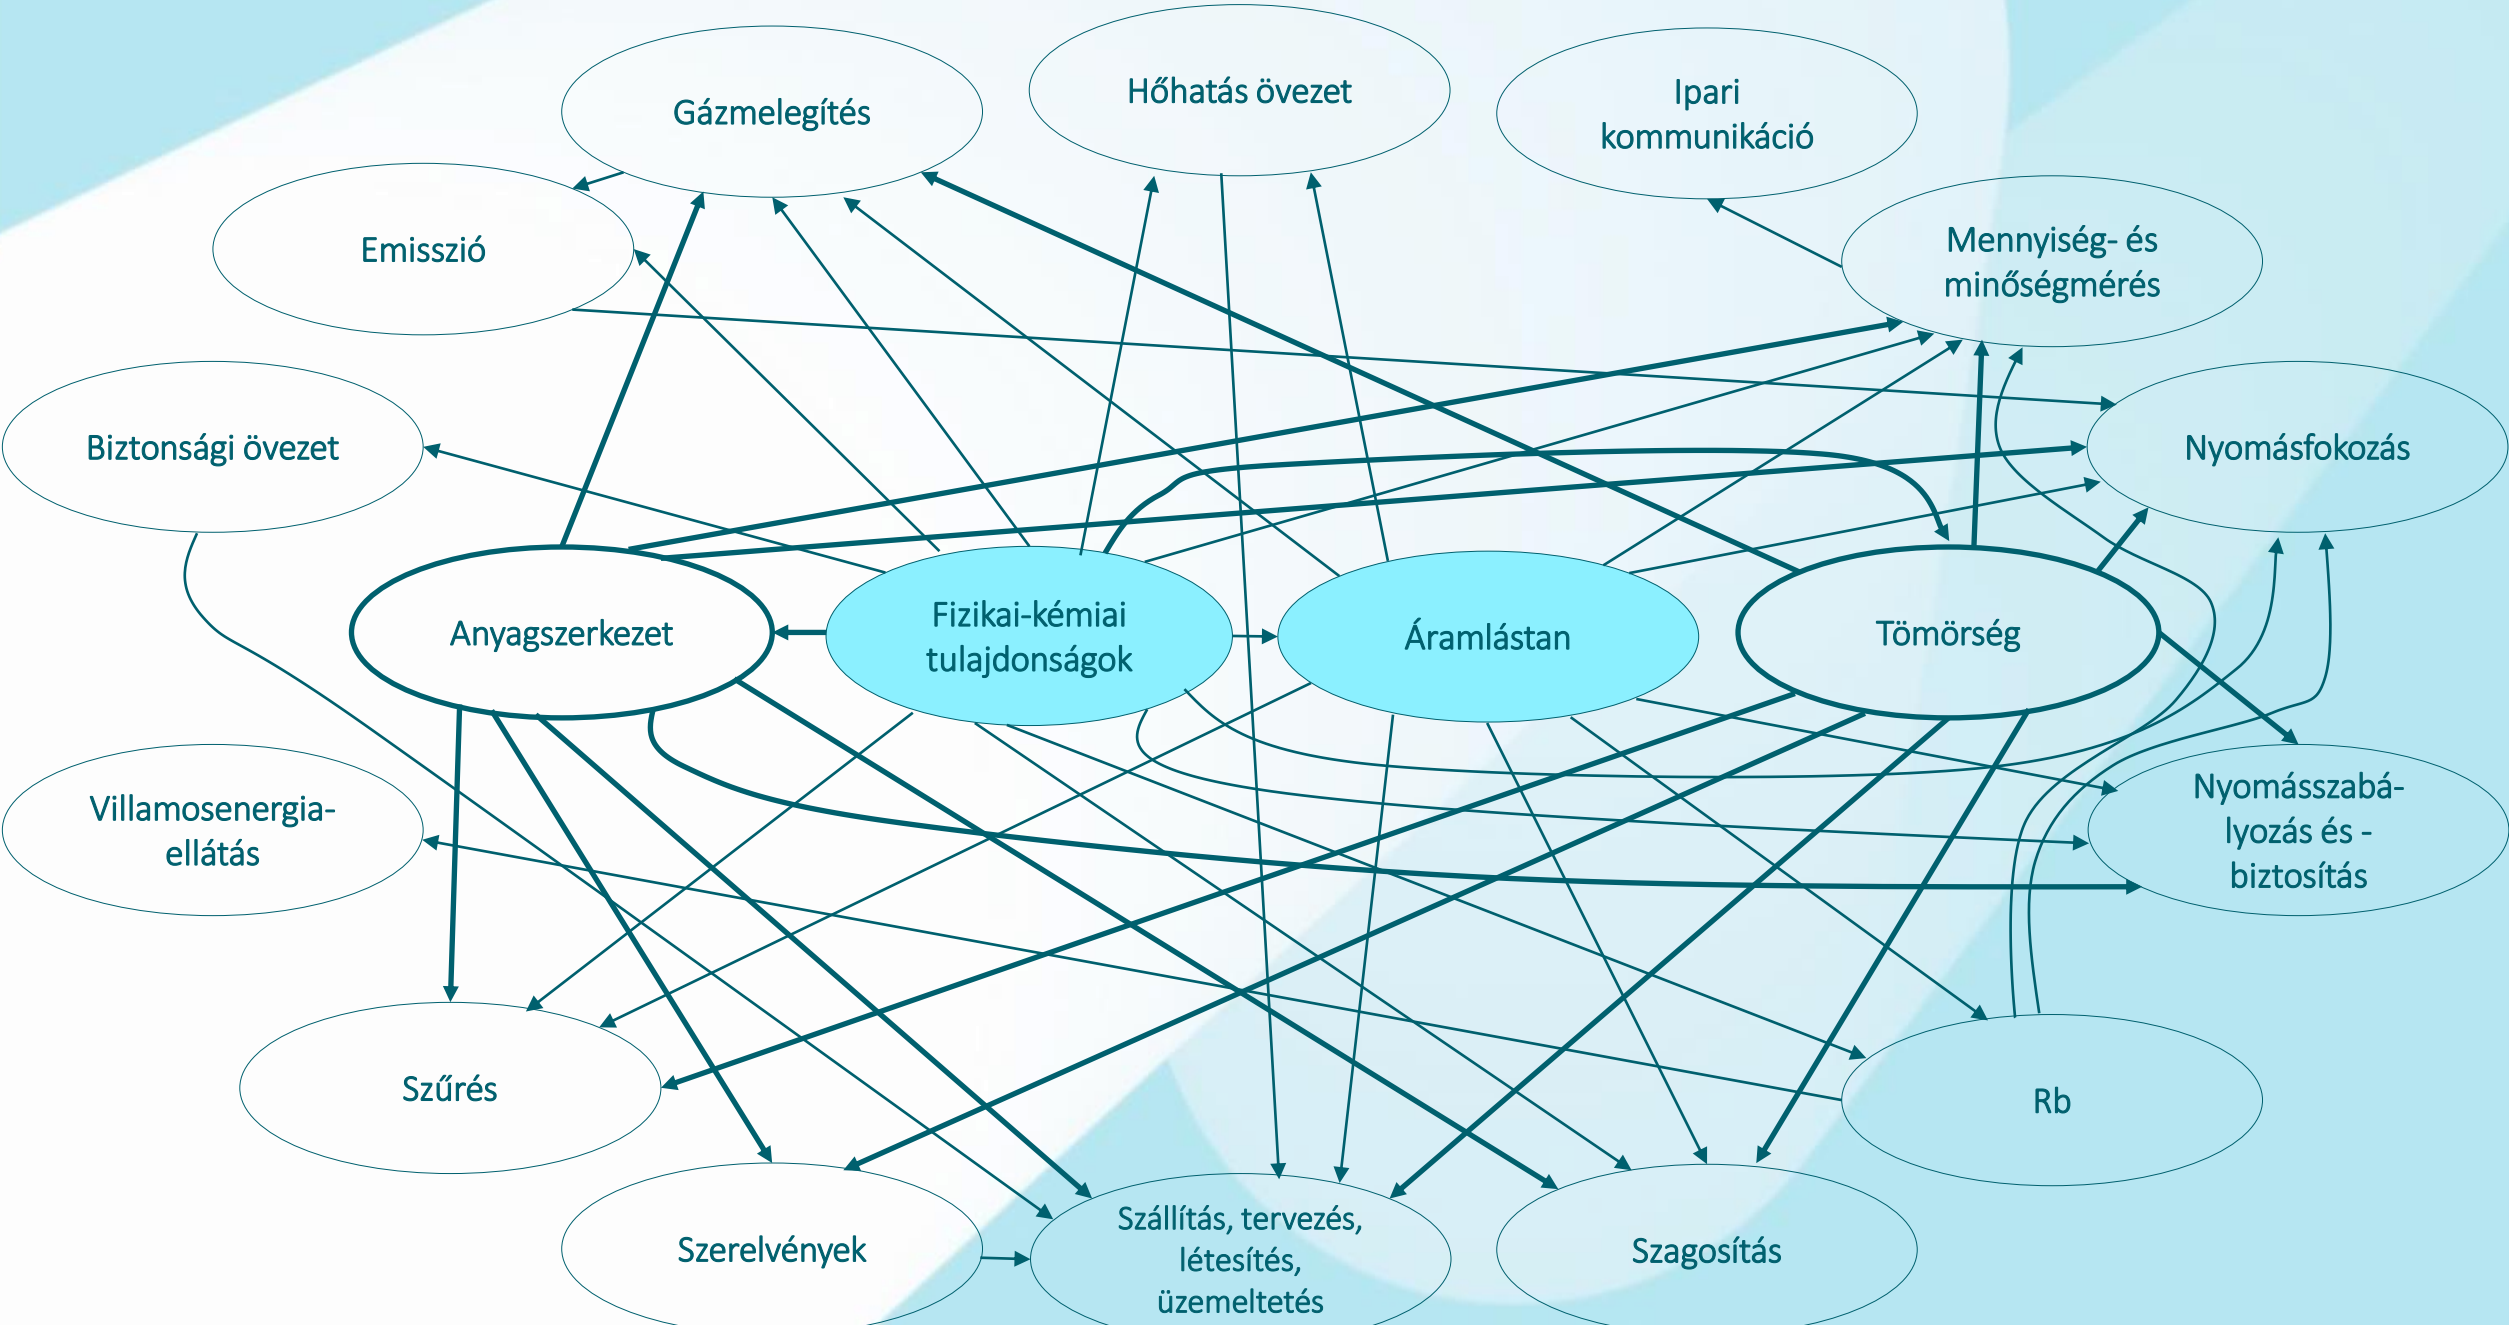 Hőhatás övezet
Gázmelegítés
Ipari
kommunikáció
Emisszió
Mennyiség- és
minőségmérés
Biztonsági övezet
Nyomásfokozás
Anyagszerkezet
Fizikai-kémiai
tulajdonságok
Áramlástan
Tömörség
Villamosenergia-
ellátás
Nyomásszabá-
lyozás és -
biztosítás
Szűrés
Rb
Szerelvények
Szállítás, tervezés,
létesítés,
üzemeltetés
Szagosítás